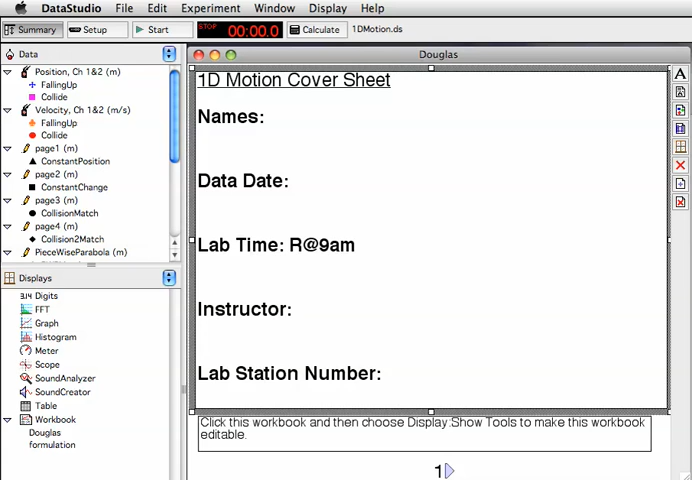 DataStudio File Edit Experiment Window Display Help
Summary Setup Start STOP 00:00.0 Calculate 1DMotion.ds
Data
Position, Ch 1&2 (m)
FallingUp
Collide
Velocity, Ch 1&2 (m/s)
FallingUp
Collide
page1 (m)
ConstantPosition
page2 (m)
ConstantChange
page3 (m)
CollisionMatch
page4 (m)
Collision2Match
PieceWiseParabola (m)
Displays
3.14 Digits
FFT
Graph
Histogram
Meter
Scope
SoundAnalyzer
SoundCreator
Table
Workbook
Douglas
formulation
Douglas
1D Motion Cover Sheet
Names:
Data Date:
Lab Time: R@9am
Instructor:
Lab Station Number:
Click this workbook and then choose Display:Show Tools to make this workbook
editable.
1
A